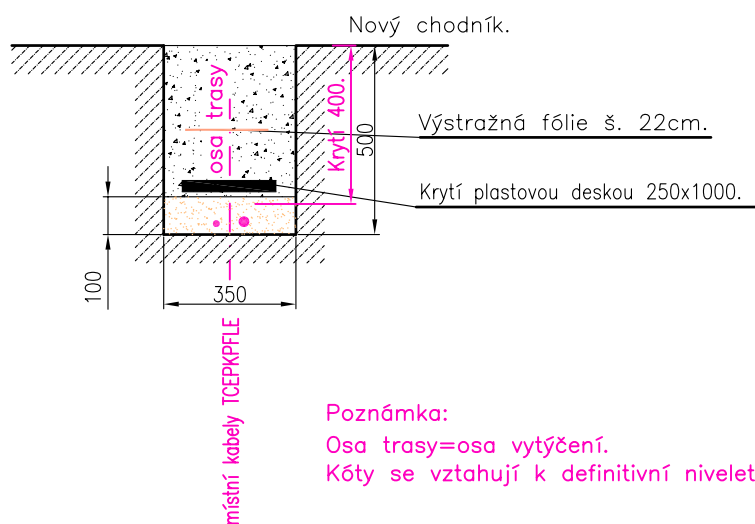 Nový chodník.
osa trasy
Krytí 400.
500
Výstražná fólie š. 22cm.
Krytí plastovou deskou 250x1000.
100
350
místní kabely TCEPKPFLE
Poznámka:
Osa trasy=osa vytýčení.
Kóty se vztahují k definitivní nivelet